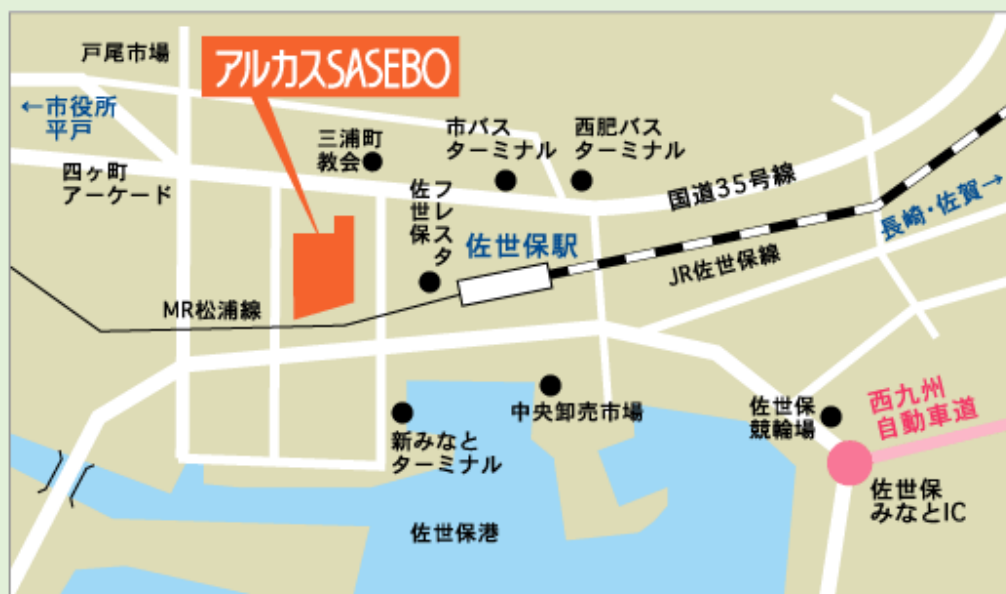 戸尾市場
アルカスSASEBO
←市役所
平戸
四ヶ町
アーケード
三浦町
教会
市バス
ターミナル
西肥バス
ターミナル
国道35号線
長崎・佐賀→
フレスタ
佐世保
佐世保駅
JR佐世保線
MR松浦線
中央卸売市場
新みなと
ターミナル
佐世保
競輪場
西九州
自動車道
佐世保
みなとIC
佐世保港